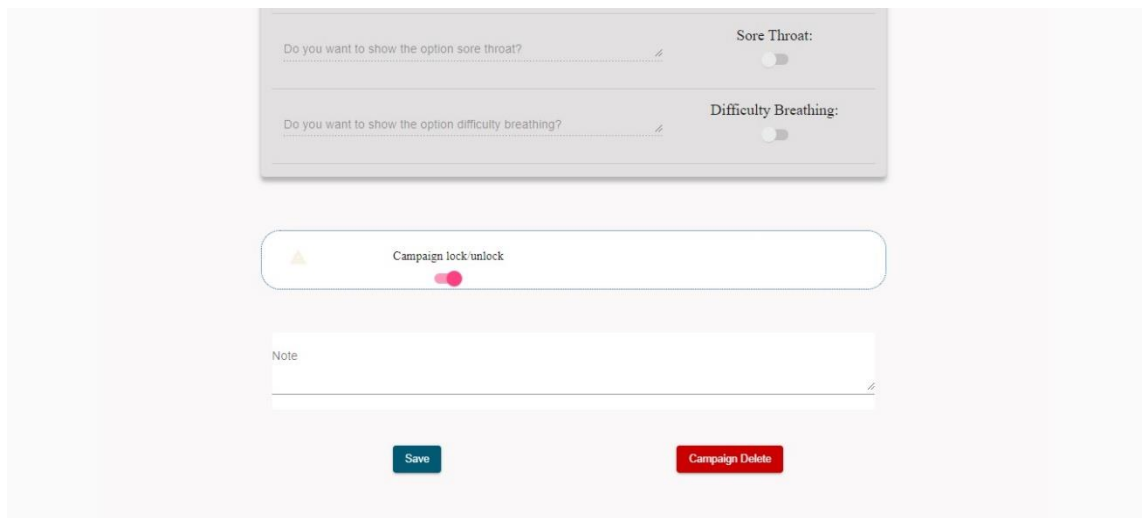 Sore Throat:
Do you want to show the option sore throat?
Difficulty Breathing:
Do you want to show the option difficulty breathing?
Campaign lock/unlock
Note
Save
Campaign Delete